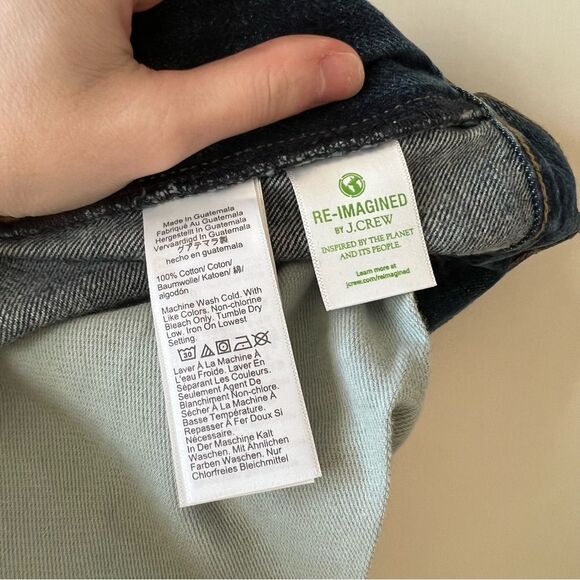 Made In Guatemala
Fabriqué Au Guatemala
Hergestellt In Guatemala
Vervaardigd In Guatemala
グアテマラ製
hecho en guatemala
100% Cotton/ Coton/
Baumwolle/ Katoen/ 綿/
algodón
Machine Wash Cold. With
Like Colors. Non-chlorine
Bleach Only. Tumble Dry
Low. Iron On Lowest
Setting.
30
Laver À La Machine À
L'eau Froide. Laver En
Séparant Les Couleurs.
Seulement Agent De
Blanchiment Non-chlore.
Sécher À La Machine À
Basse Température.
Repasser À Fer Doux Si
Nécessaire.
In Der Maschine Kalt
Waschen. Mit Ähnlichen
Farben Waschen. Nur
Chlorfreies Bleichmittel
RE-IMAGINED
BY J.CREW
INSPIRED BY THE PLANET
AND ITS PEOPLE.
Learn more at
jcrew.com/reimagined